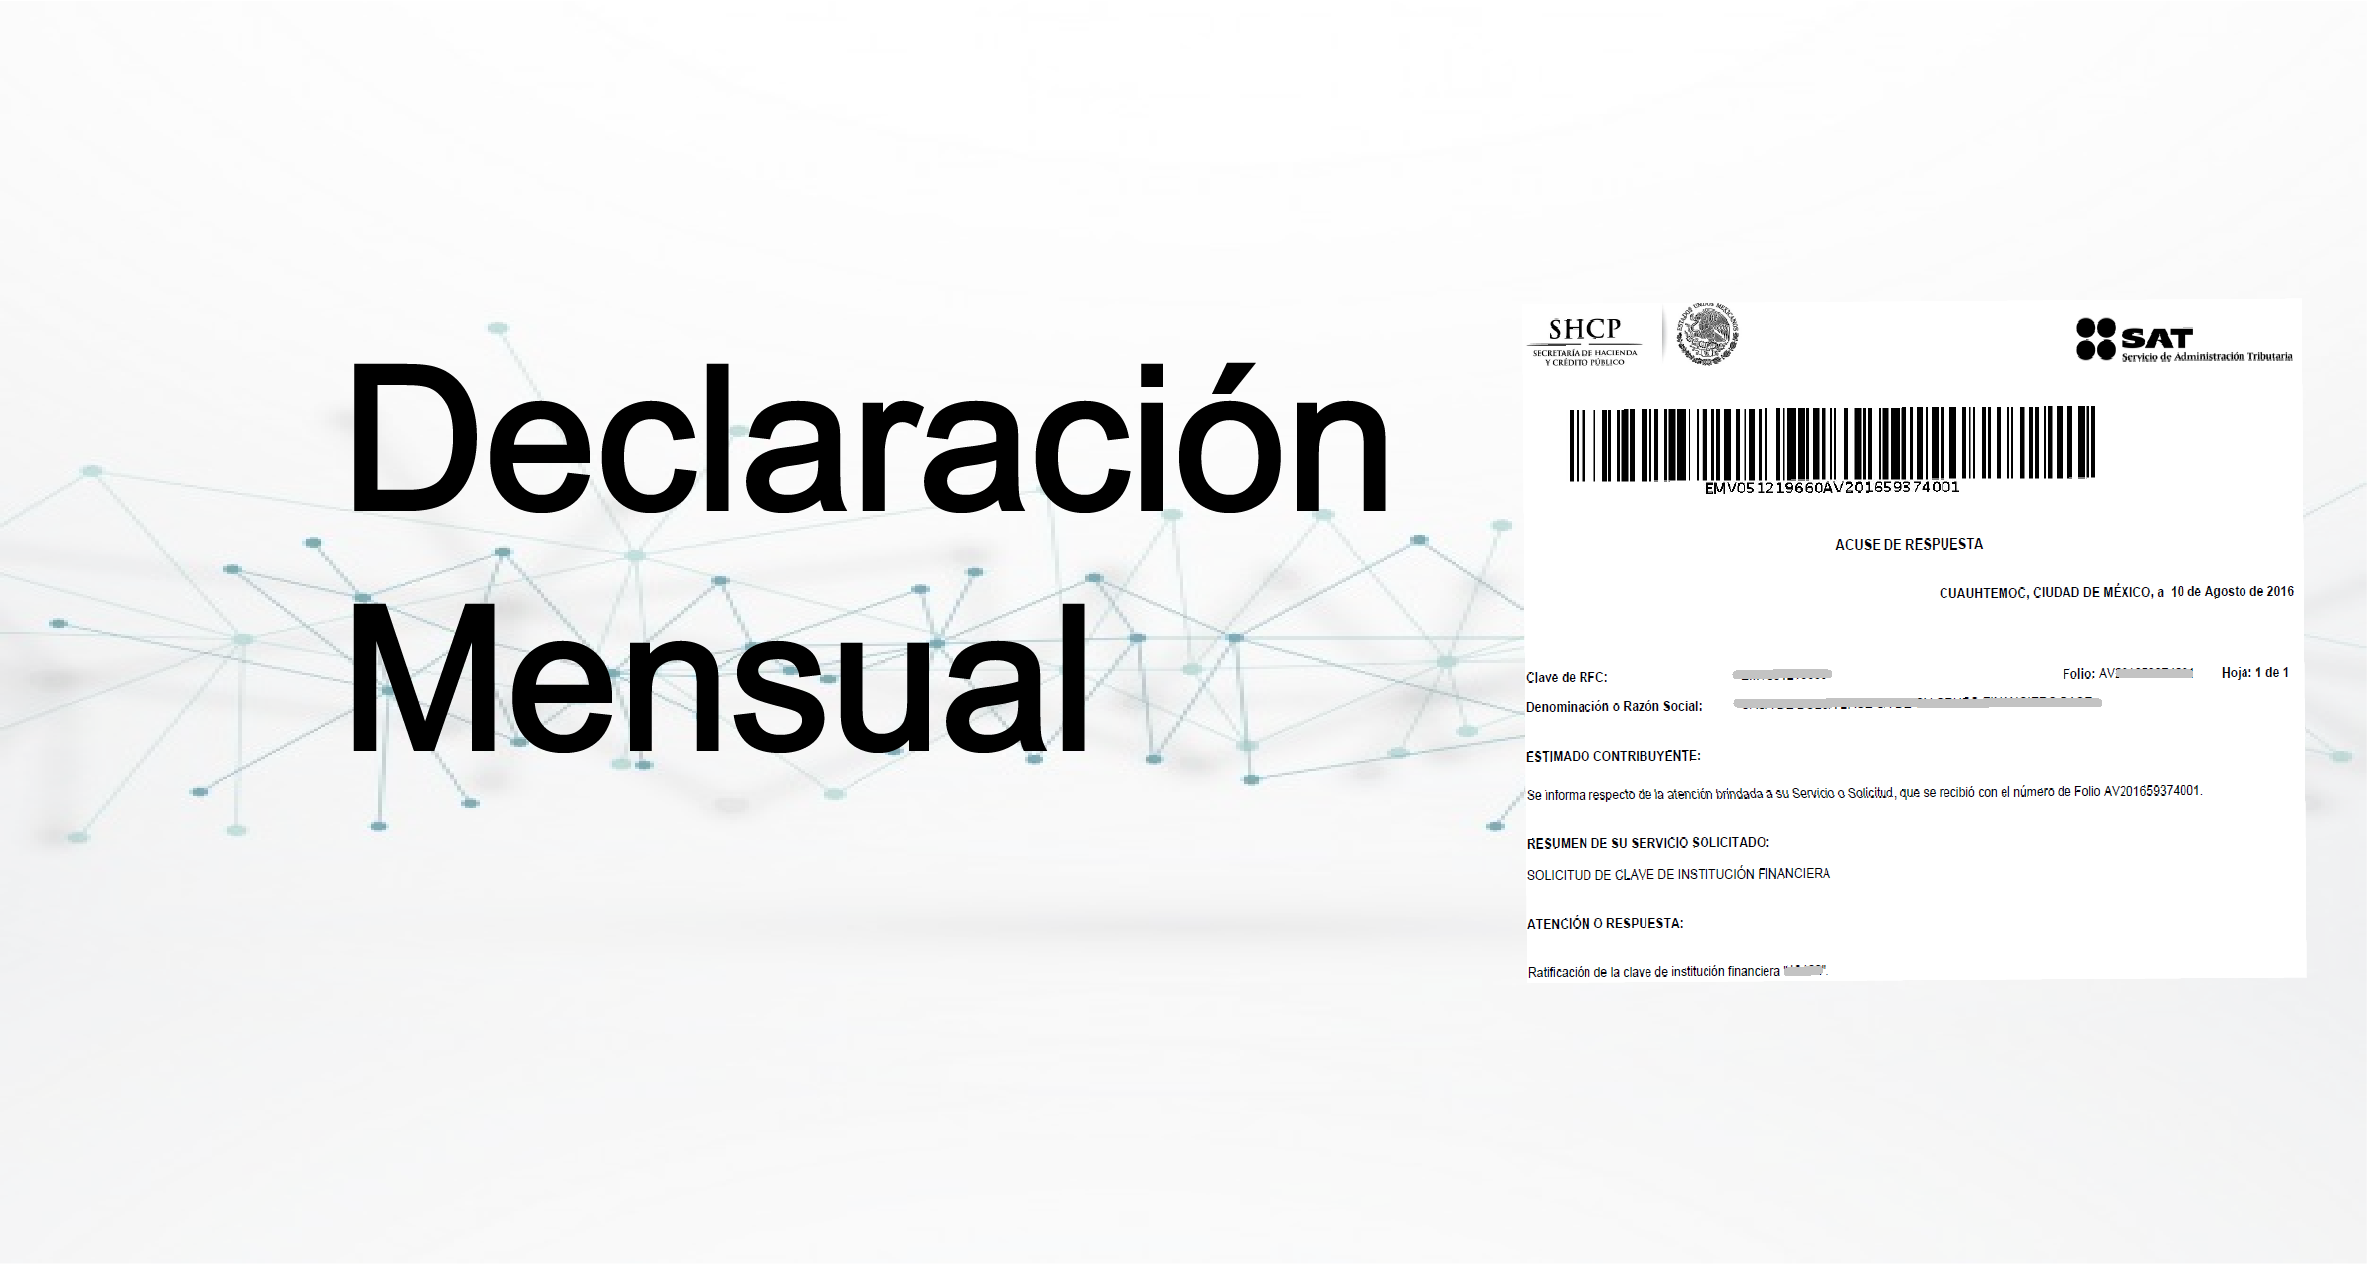 Declaración
Mensual
SHCP
SECRETARÍA DE HACIENDA
Y CRÉDITO PÚBLICO
ESTADOS UNIDOS MEXICANOS
SAT
Servicio de Administración Tributaria
EMV051219660AV201659374001
ACUSE DE RESPUESTA
CUAUHTEMOC, CIUDAD DE MÉXICO, a 10 de Agosto de 2016
Clave de RFC:
Folio: AV
Hoja: 1 de 1
Denominación o Razón Social:
ESTIMADO CONTRIBUYENTE:
Se informa respecto de la atención brindada a su Servicio o Solicitud, que se recibió con el número de Folio AV201659374001.
RESUMEN DE SU SERVICIO SOLICITADO:
SOLICITUD DE CLAVE DE INSTITUCIÓN FINANCIERA
ATENCIÓN O RESPUESTA:
Ratificación de la clave de institución financiera "